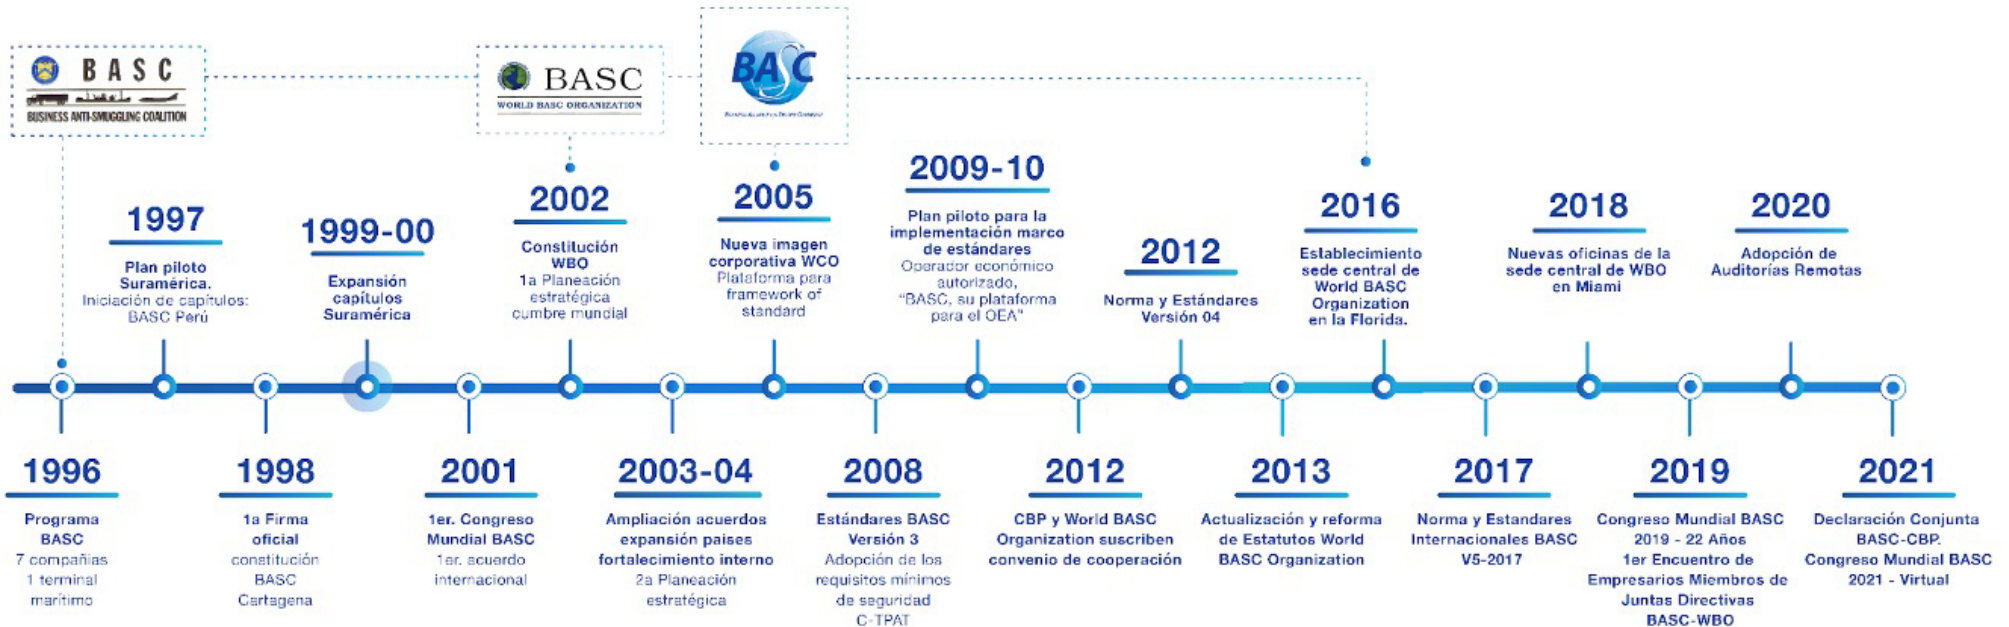 BASC
BUSINESS ANTI-SMUGGLING COALITION
BASC
WORLD BASC ORGANIZATION
BASC
1996
Programa
BASC
7 compañias
1 terminal
marítimo
1997
Plan piloto
Suramérica.
Iniciación de capítulos:
BASC Perú
1998
1a Firma
oficial
constitución
BASC
Cartagena
1999-00
Expansión
capítulos
Suramérica
2001
1er. Congreso
Mundial BASC
1er. acuerdo
internacional
2002
Constitución
WBO
1a Planeación
estratégica
cumbre mundial
2003-04
Ampliación acuerdos
expansión paises
fortalecimiento interno
2a Planeación
estratégica
2005
Nueva imagen
corporativa WCO
Plataforma para
framework of
standard
2008
Estándares BASC
Versión 3
Adopción de los
requisitos mínimos
de seguridad
C-TPAT
2009-10
Plan piloto para la
implementación marco
de estándares
Operador económico
autorizado,
"BASC, su plataforma
para el OEA"
2012
CBP y World BASC
Organization suscriben
convenio de cooperación
2012
Norma y Estándares
Versión 04
2013
Actualización y reforma
de Estatutos World
BASC Organization
2016
Establecimiento
sede central de
World BASC
Organization
en la Florida.
2017
Norma y Estandares
Internacionales BASC
V5-2017
2018
Nuevas oficinas de la
sede central de WBO
en Miami
2019
Congreso Mundial BASC
2019 - 22 Años
1er Encuentro de
Empresarios Miembros de
Juntas Directivas
BASC-WBO
2020
Adopción de
Auditorías Remotas
2021
Declaración Conjunta
BASC-CBP.
Congreso Mundial BASC
2021 - Virtual